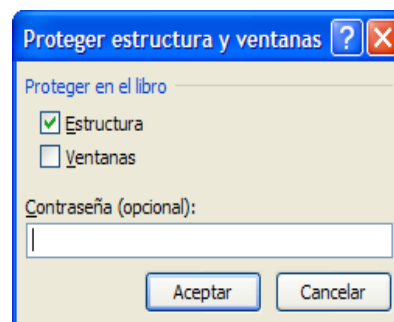 Proteger estructura y ventanas
Proteger en el libro
Estructura
Ventanas
Contraseña (opcional):
Aceptar Cancelar